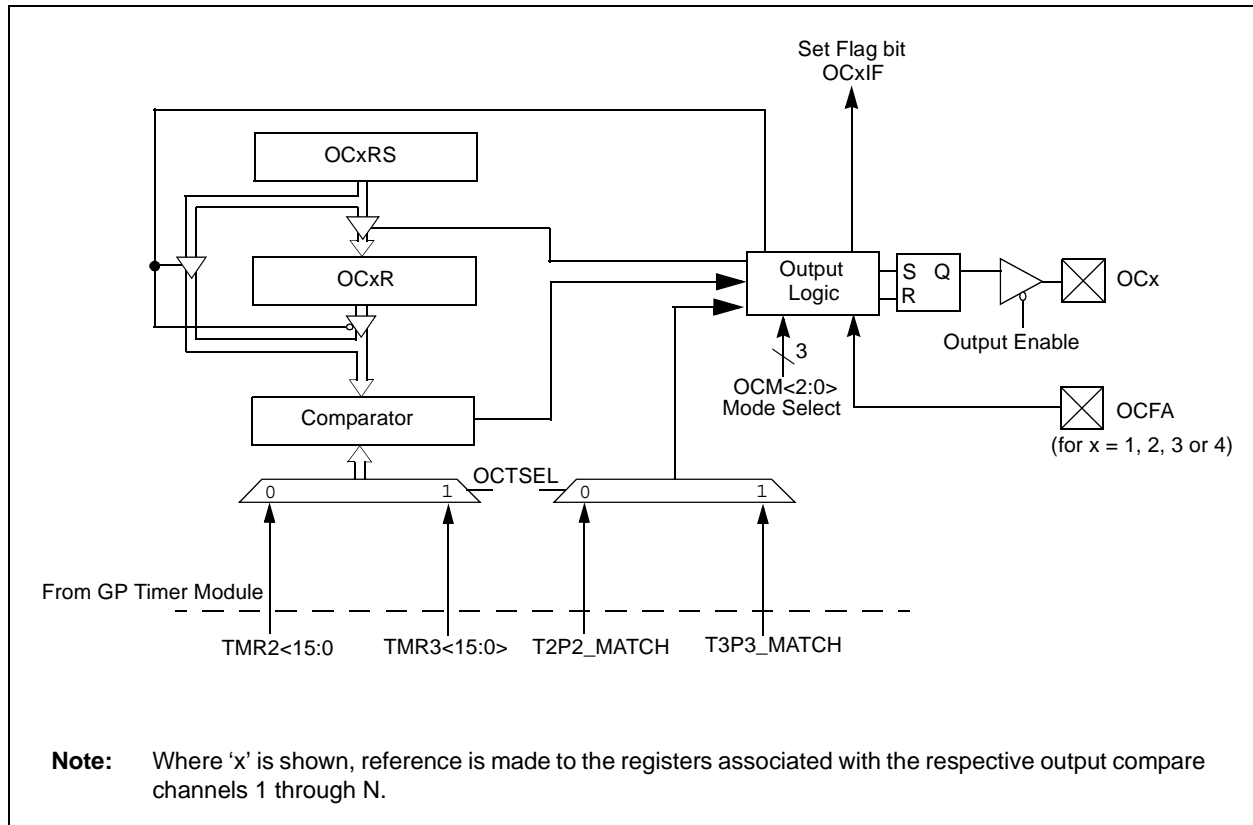 Set Flag bit
OCxIF
OCxRS
OCxR
Output
Logic
S Q
R
OCx
Output Enable
3
OCM<2:0>
Mode Select
Comparator
OCFA
(for x = 1, 2, 3 or 4)
OCTSEL
0 1
0 1
From GP Timer Module
TMR2<15:0 TMR3<15:0> T2P2_MATCH T3P3_MATCH
Note: Where ‘x’ is shown, reference is made to the registers associated with the respective output compare
channels 1 through N.